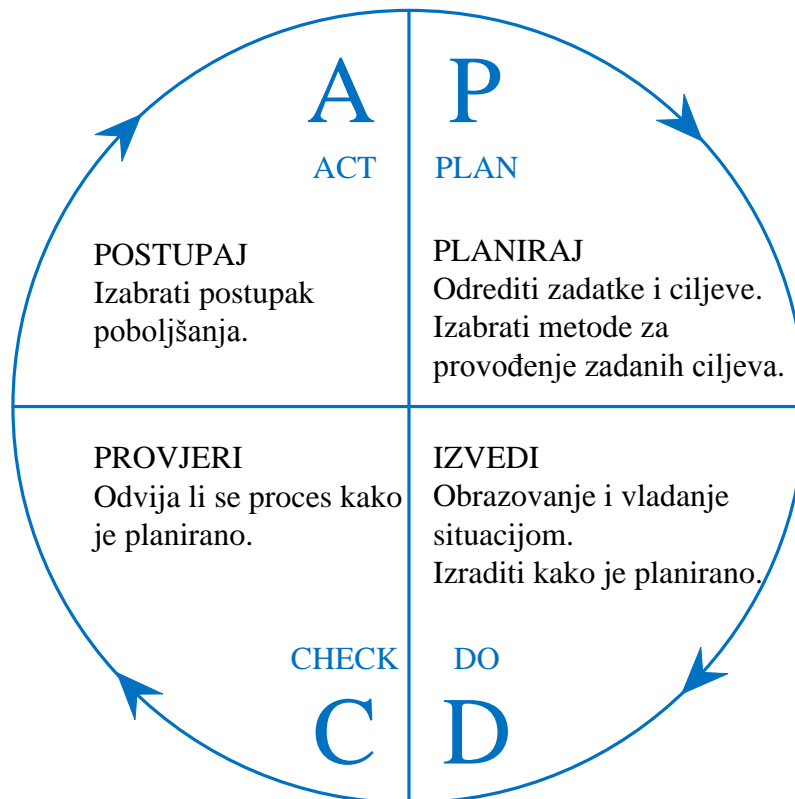 A
ACT
POSTUPAJ
Izabrati postupak
poboljšanja.
P
PLAN
PLANIRAJ
Odrediti zadatke i ciljeve.
Izabrati metode za
provođenje zadanih ciljeva.
PROVJERI
Odvija li se proces kako
je planirano.
CHECK
C
IZVEDI
Obrazovanje i vladanje
situacijom.
Izraditi kako je planirano.
DO
D